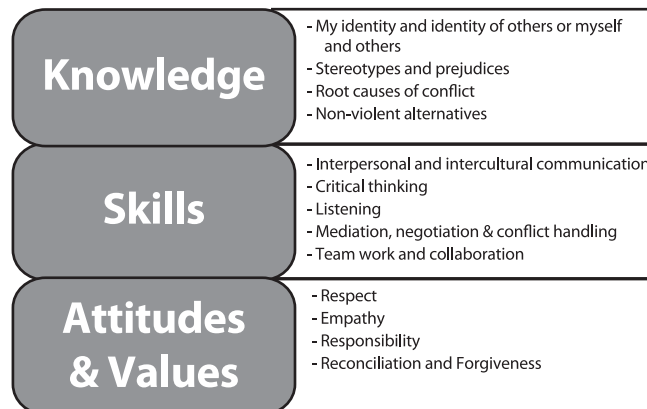 Knowledge
- My identity and identity of others or myself
and others
- Stereotypes and prejudices
- Root causes of conflict
- Non-violent alternatives
Skills
- Interpersonal and intercultural communication
- Critical thinking
- Listening
- Mediation, negotiation & conflict handling
- Team work and collaboration
Attitudes
& Values
- Respect
- Empathy
- Responsibility
- Reconciliation and Forgiveness